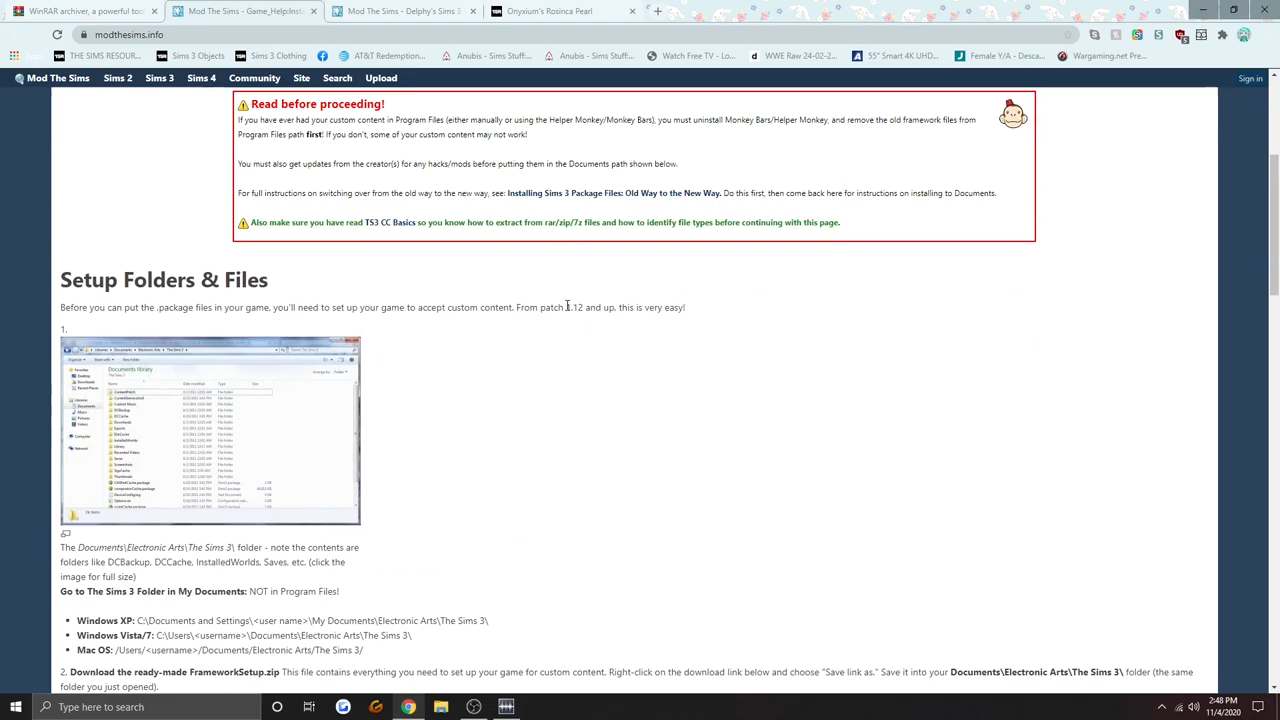 WinRAR archiver, a powerful to
Mod The Sims - Game_Help:Inst
Mod The Sims - Delphy's Sims 3
Onyxium's Rosinca Pearl
modthesims.info
THE SIMS RESOUR...
Sims 3 Objects
Sims 3 Clothing
AT&T Redemption...
Anubis - Sims Stuff:...
Anubis - Sims Stuff:...
Watch Free TV - Lo...
WWE Raw 24-02-2...
55" Smart 4K UHD...
Female Y/A - Desca...
Wargaming.net Pre...
Mod The Sims Sims 2 Sims 3 Sims 4 Community Site Search Upload Sign in
Read before proceeding!
If you have ever had your custom content in Program Files (either manually or using the Helper Monkey/Monkey Bars), you must uninstall Monkey Bars/Helper Monkey, and remove the old framework files from
Program Files path first! If you don't, some of your custom content may not work!
You must also get updates from the creator(s) for any hacks/mods before putting them in the Documents path shown below.
For full instructions on switching over from the old way to the new way, see: Installing Sims 3 Package Files: Old Way to the New Way. Do this first, then come back here for instructions on installing to Documents.
Also make sure you have read TS3 CC Basics so you know how to extract from rar/zip/7z files and how to identify file types before continuing with this page.
Setup Folders & Files
Before you can put the .package files in your game, you'll need to set up your game to accept custom content. From patch 1.12 and up, this is very easy!
1.
Documents library
The Sims 3
The Documents\Electronic Arts\The Sims 3\ folder - note the contents are
folders like DCBackup, DCCache, InstalledWorlds, Saves, etc. (click the
image for full size)
Go to The Sims 3 Folder in My Documents: NOT in Program Files!
• Windows XP: C:\Documents and Settings\<user name>\My Documents\Electronic Arts\The Sims 3\
• Windows Vista/7: C:\Users\<username>\Documents\Electronic Arts\The Sims 3\
• Mac OS: /Users/<username>/Documents/Electronic Arts/The Sims 3/
2. Download the ready-made FrameworkSetup.zip This file contains everything you need to set up your game for custom content. Right-click on the download link below and choose "Save link as." Save it into your Documents\Electronic Arts\The Sims 3\ folder (the same
folder you just opened).
Type here to search
2:48 PM
11/4/2020